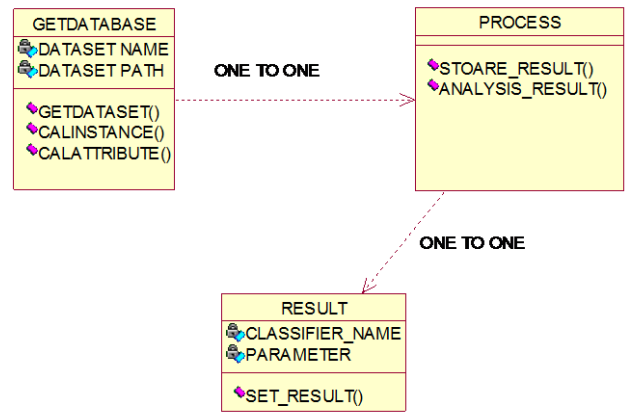 GETDATABASE
DATASET NAME
DATASET PATH
GETDATASET()
CALINSTANCE()
CALATTRIBUTE()
ONE TO ONE
PROCESS
STOARE_RESULT()
ANALYSIS_RESULT()
ONE TO ONE
RESULT
CLASSIFIER_NAME
PARAMETER
SET_RESULT()